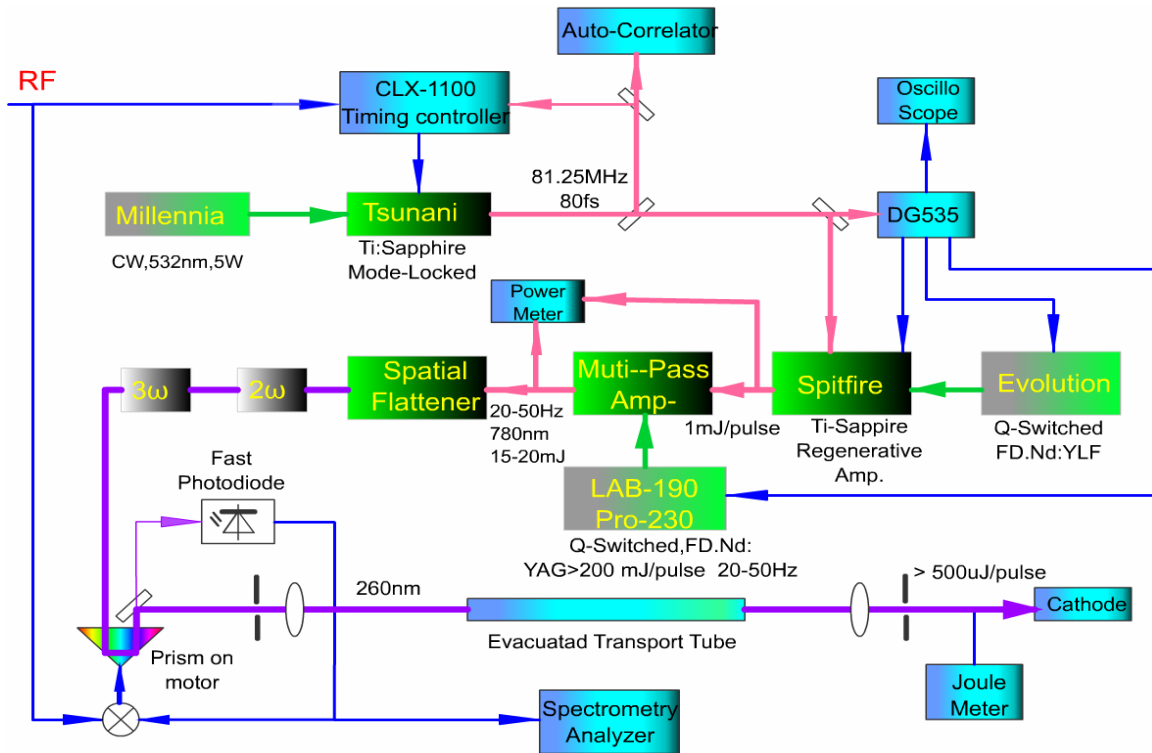 Auto-Correlator
RF
CLX-1100
Timing controller
Oscillo
Scope
81.25MHz
80fs
Millennia
Tsunani
DG535
CW,532nm,5W
Ti:Sapphire
Mode-Locked
Power
Meter
3ω
2ω
Spatial
Flattener
Muti--Pass
Amp-
Spitfire
Evolution
20-50Hz
780nm
15-20mJ
1mJ/pulse
Ti-Sappire
Regenerative
Amp.
Q-Switched
FD.Nd:YLF
Fast
Photodiode
LAB-190
Pro-230
Q-Switched,FD.Nd:
YAG>200 mJ/pulse 20-50Hz
260nm
> 500uJ/pulse
Cathode
Evacuatad Transport Tube
Prism on
motor
Joule
Meter
Spectrometry
Analyzer